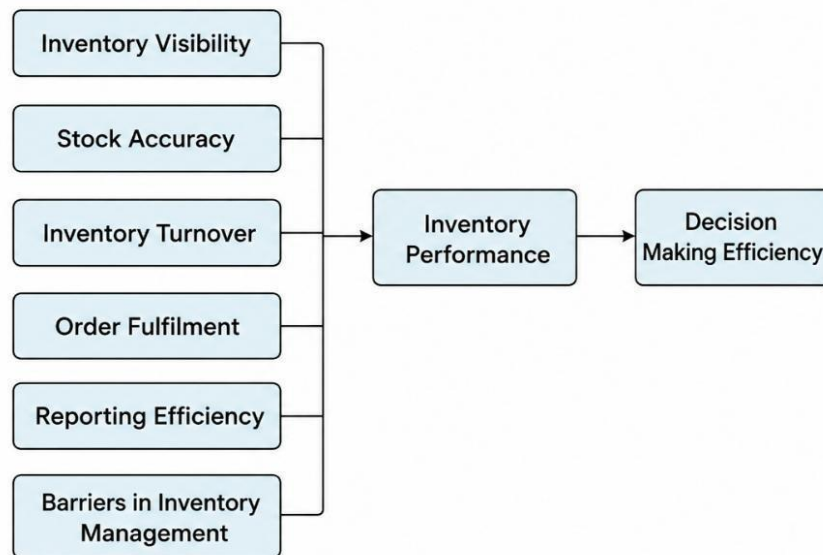 Inventory Visibility
Stock Accuracy
Inventory Turnover
Order Fulfilment
Reporting Efficiency
Barriers in Inventory
Management
Inventory
Performance
Decision
Making Efficiency